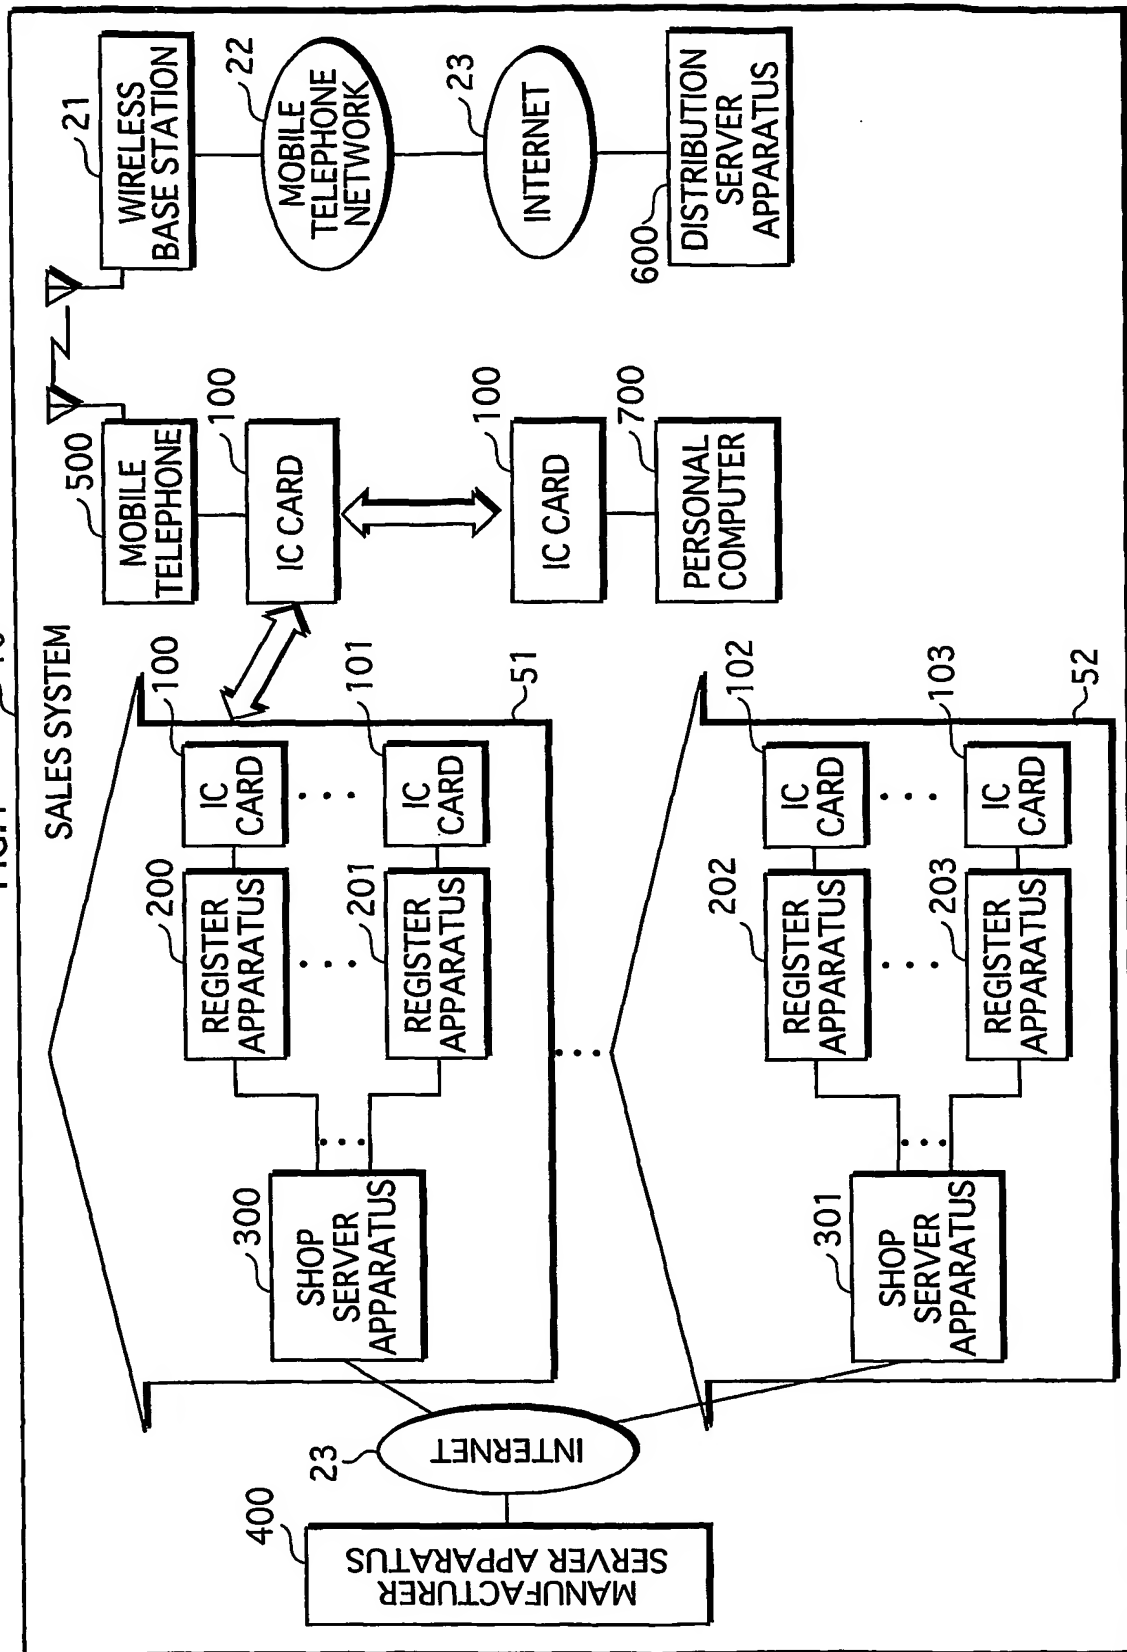 SALES SYSTEM
400
MANUFACTURER
SERVER APPARATUS
23
INTERNET
300
SHOP
SERVER
APPARATUS
200
REGISTER
APPARATUS
100
IC
CARD
201
REGISTER
APPARATUS
101
IC
CARD
51
301
SHOP
SERVER
APPARATUS
202
REGISTER
APPARATUS
102
IC
CARD
203
REGISTER
APPARATUS
103
IC
CARD
52
500
MOBILE
TELEPHONE
100
IC CARD
100
IC CARD
700
PERSONAL
COMPUTER
21
WIRELESS
BASE STATION
22
MOBILE
TELEPHONE
NETWORK
23
INTERNET
600
DISTRIBUTION
SERVER
APPARATUS